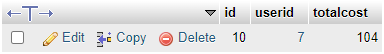 id userid totalcost
Edit Copy Delete 10 7 104